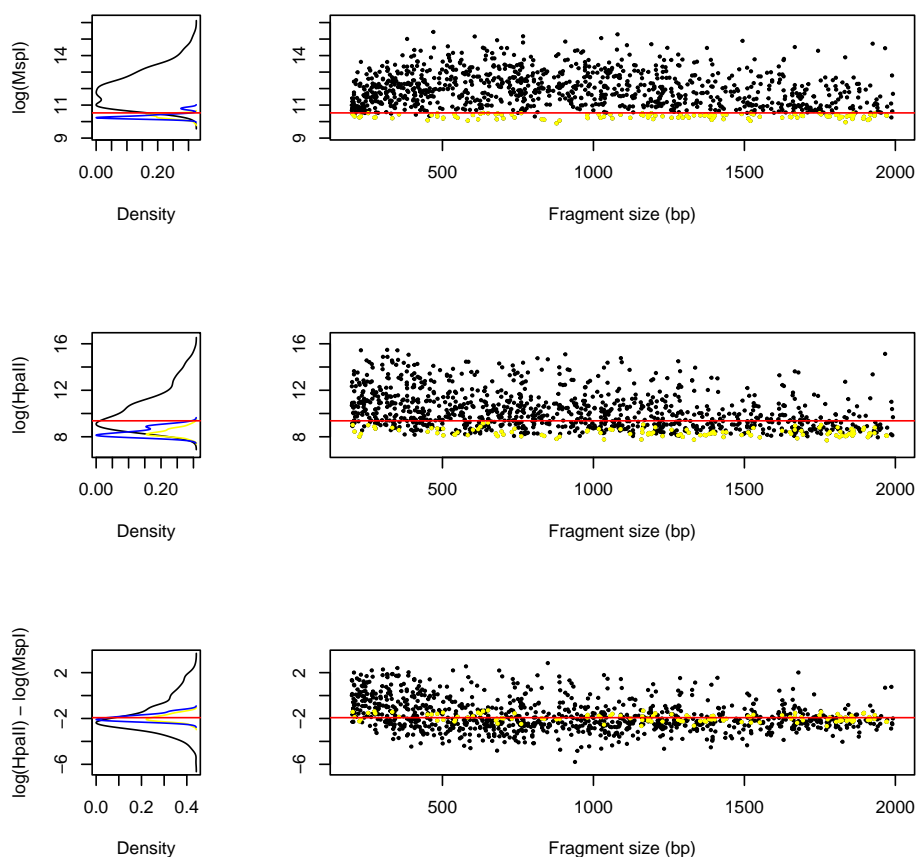 log(MspI)
9 11 14
0.00 0.20
Density
500 1000 1500 2000
Fragment size (bp)
log(HpaII)
8 12 16
0.00 0.20
Density
8 12 16
500 1000 1500 2000
Fragment size (bp)
log(HpaII) − log(MspI)
−6 −2 2
0.0 0.2 0.4
Density
−6 −2 2
500 1000 1500 2000
Fragment size (bp)
log(MspI)
9 11 14